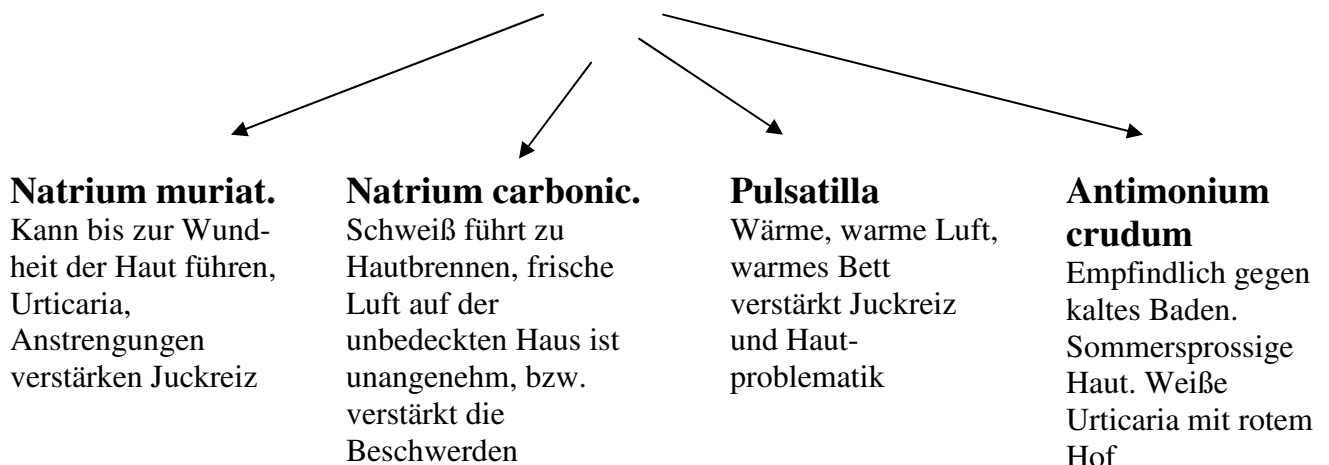 Natrium muriat.
Kann bis zur Wund-
heit der Haut führen,
Urticaria,
Anstrengungen
verstärken Juckreiz
Natrium carbonic.
Schweiß führt zu
Hautbrennen, frische
Luft auf der
unbedeckten Haus ist
unangenehm, bzw.
verstärkt die
Beschwerden
Pulsatilla
Wärme, warme Luft,
warmes Bett
verstärkt Juckreiz
und Haut-
problematik
Antimonium
crudum
Empfindlich gegen
kaltes Baden.
Sommersprossige
Haut. Weiße
Urticaria mit rotem
Hof